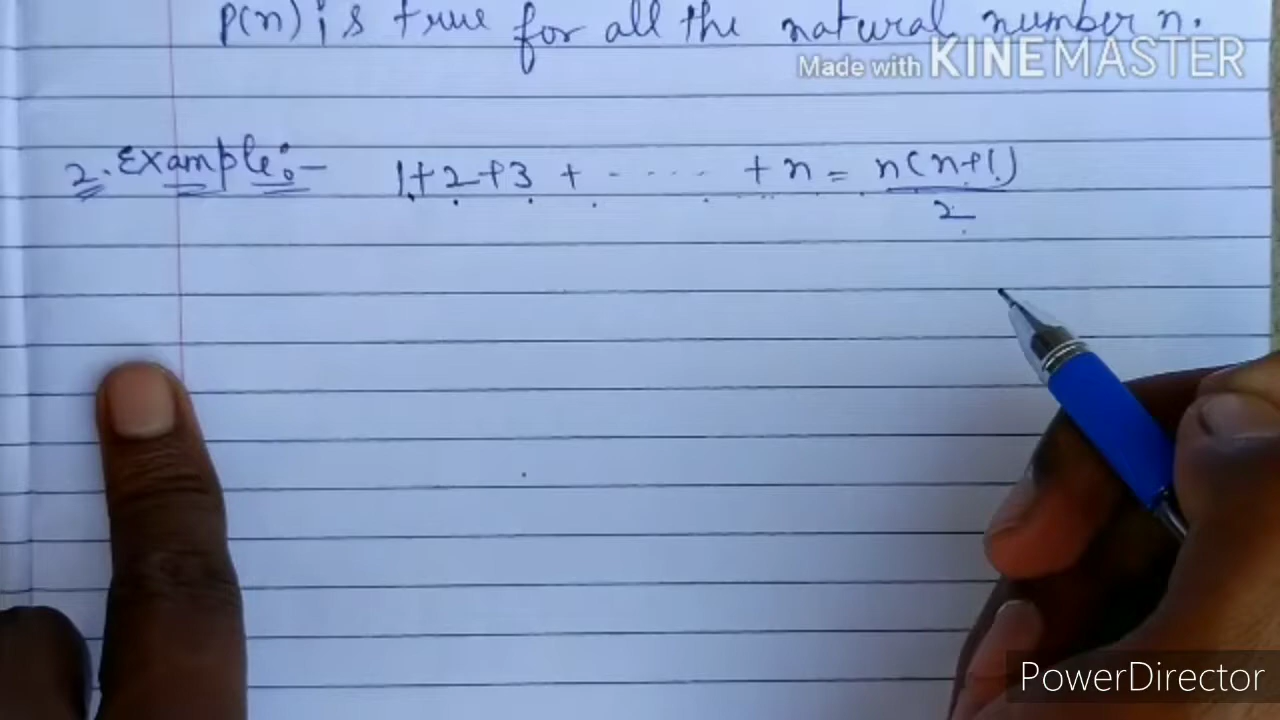 P(n) is true for all the natural number n.
Made with KINEMASTER
2. Example:- 1+2+3 + ..... + n = n(n+1)/2
PowerDirector